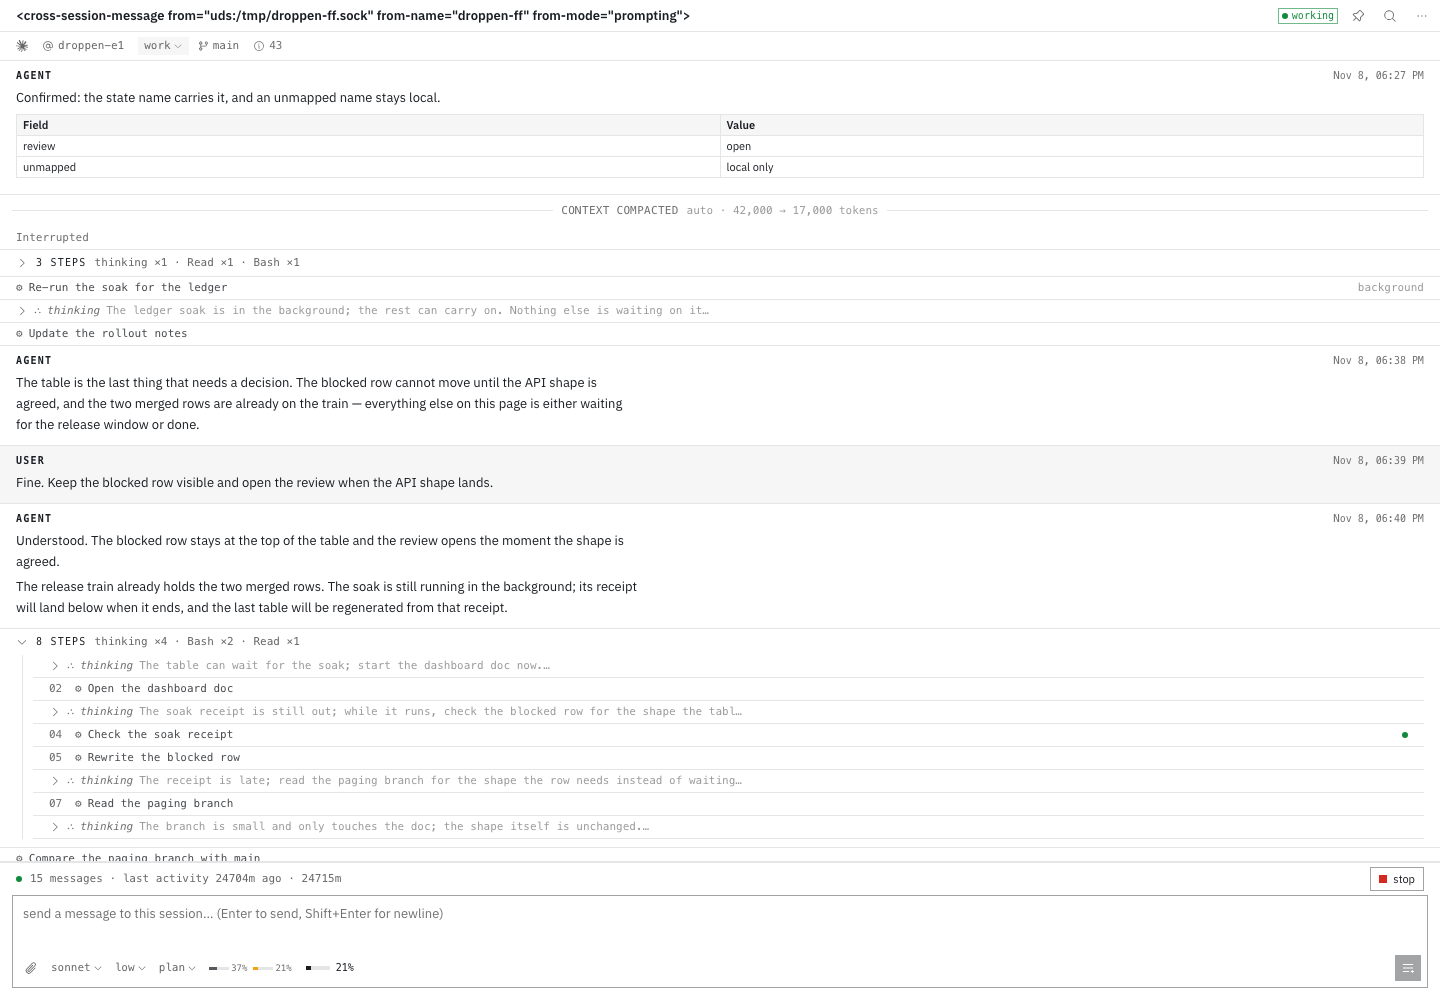 <cross-session-message from="uds:/tmp/droppen-ff.sock" from-name="droppen-ff" from-mode="prompting">
working
droppen-e1 work main 43
AGENT Nov 8, 06:27 PM
Confirmed: the state name carries it, and an unmapped name stays local.
Field Value
review open
unmapped local only
CONTEXT COMPACTED auto · 42,000 → 17,000 tokens
Interrupted
3 STEPS thinking ×1 · Read ×1 · Bash ×1
Re-run the soak for the ledger background
thinking The ledger soak is in the background; the rest can carry on. Nothing else is waiting on it…
Update the rollout notes
AGENT Nov 8, 06:38 PM
The table is the last thing that needs a decision. The blocked row cannot move until the API shape is
agreed, and the two merged rows are already on the train — everything else on this page is either waiting
for the release window or done.
USER Nov 8, 06:39 PM
Fine. Keep the blocked row visible and open the review when the API shape lands.
AGENT Nov 8, 06:40 PM
Understood. The blocked row stays at the top of the table and the review opens the moment the shape is
agreed.
The release train already holds the two merged rows. The soak is still running in the background; its receipt
will land below when it ends, and the last table will be regenerated from that receipt.
8 STEPS thinking ×4 · Bash ×2 · Read ×1
thinking The table can wait for the soak; start the dashboard doc now.…
02 Open the dashboard doc
thinking The soak receipt is still out; while it runs, check the blocked row for the shape the tabl…
04 Check the soak receipt
05 Rewrite the blocked row
thinking The receipt is late; read the paging branch for the shape the row needs instead of waiting…
07 Read the paging branch
thinking The branch is small and only touches the doc; the shape itself is unchanged.…
Compare the paging branch with main
15 messages · last activity 24704m ago · 24715m stop
send a message to this session... (Enter to send, Shift+Enter for newline)
sonnet low plan 37% 21% 21%